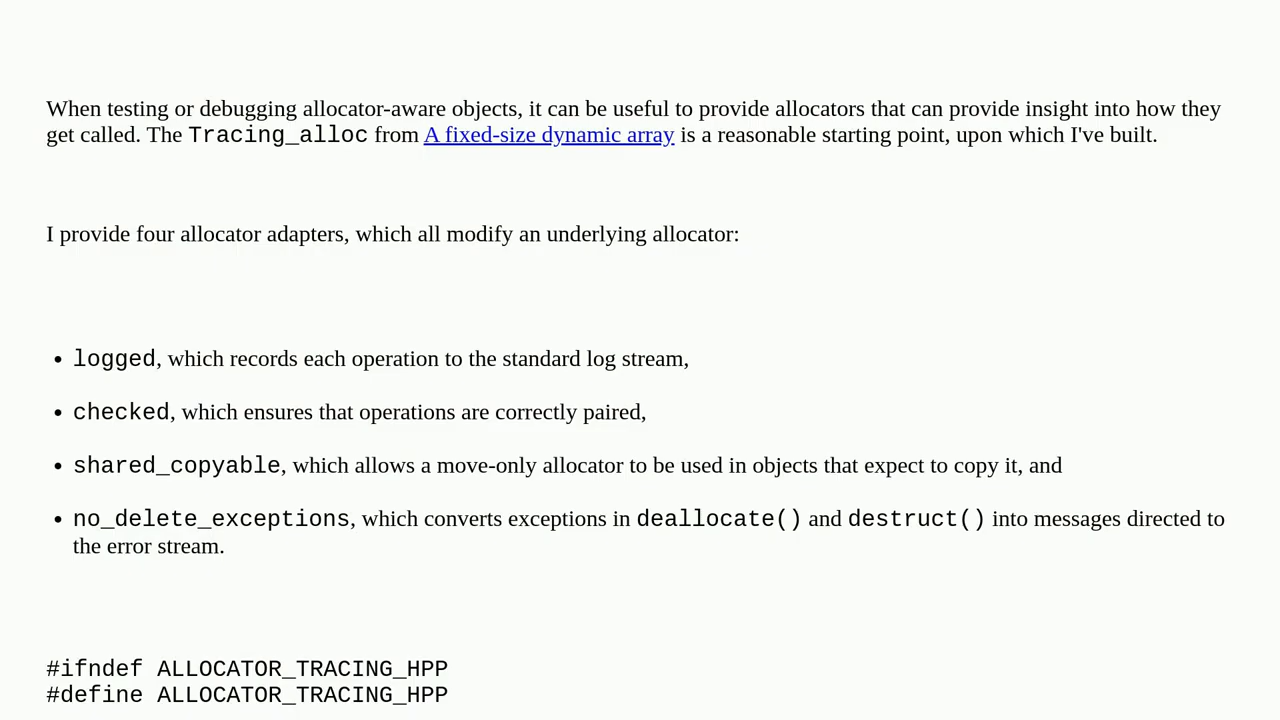 When testing or debugging allocator-aware objects, it can be useful to provide allocators that can provide insight into how they
get called. The Tracing_alloc from A fixed-size dynamic array is a reasonable starting point, upon which I've built.
I provide four allocator adapters, which all modify an underlying allocator:
• logged, which records each operation to the standard log stream,
• checked, which ensures that operations are correctly paired,
• shared_copyable, which allows a move-only allocator to be used in objects that expect to copy it, and
• no_delete_exceptions, which converts exceptions in deallocate() and destruct() into messages directed to
the error stream.
#ifndef ALLOCATOR_TRACING_HPP
#define ALLOCATOR_TRACING_HPP